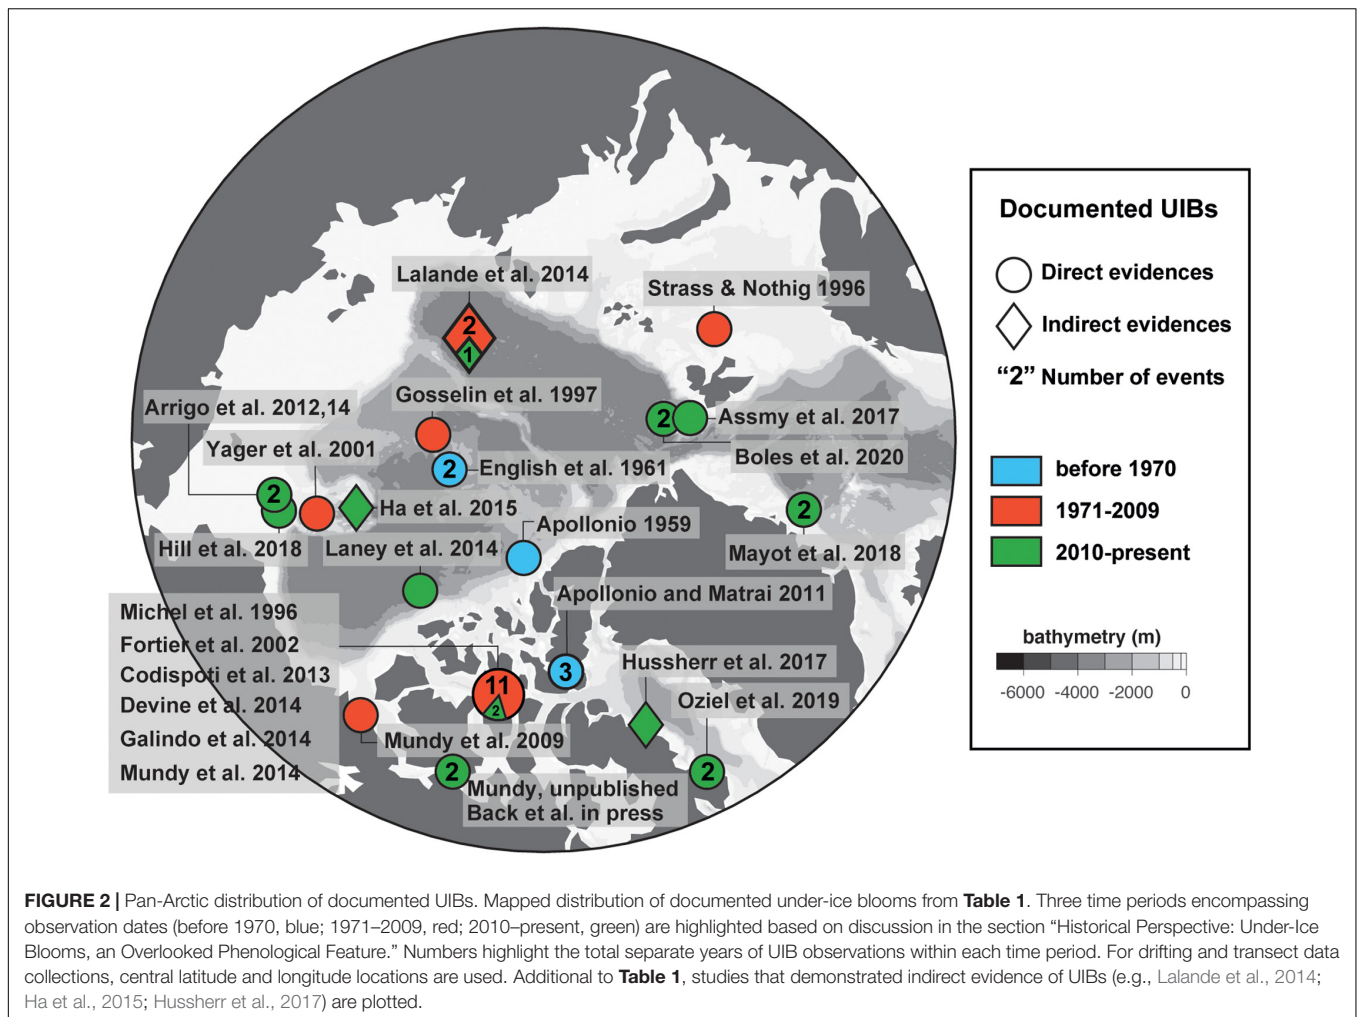 Lalande et al. 2014
Strass & Nothig 1996
2
1
Gosselin et al. 1997
Arrigo et al. 2012,14
2
Assmy et al. 2017
Yager et al. 2001
Boles et al. 2020
2
English et al. 1961
2
Ha et al. 2015
2
Apollonio 1959
Hill et al. 2018
Laney et al. 2014
Mayot et al. 2018
Apollonio and Matrai 2011
Michel et al. 1996
Fortier et al. 2002
Codispoti et al. 2013
Devine et al. 2014
Galindo et al. 2014
Mundy et al. 2014
11
2
3
Hussherr et al. 2017
Oziel et al. 2019
Mundy et al. 2009
2
Mundy, unpublished
Back et al. in press
2
Documented UIBs
Direct evidences
Indirect evidences
“2” Number of events
before 1970
1971-2009
2010-present
bathymetry (m)
-6000 -4000 -2000 0
FIGURE 2 | Pan-Arctic distribution of documented UIBs. Mapped distribution of documented under-ice blooms from Table 1. Three time periods encompassing
observation dates (before 1970, blue; 1971–2009, red; 2010–present, green) are highlighted based on discussion in the section “Historical Perspective: Under-Ice
Blooms, an Overlooked Phenological Feature.” Numbers highlight the total separate years of UIB observations within each time period. For drifting and transect data
collections, central latitude and longitude locations are used. Additional to Table 1, studies that demonstrated indirect evidence of UIBs (e.g., Lalande et al., 2014;
Ha et al., 2015; Hussherr et al., 2017) are plotted.